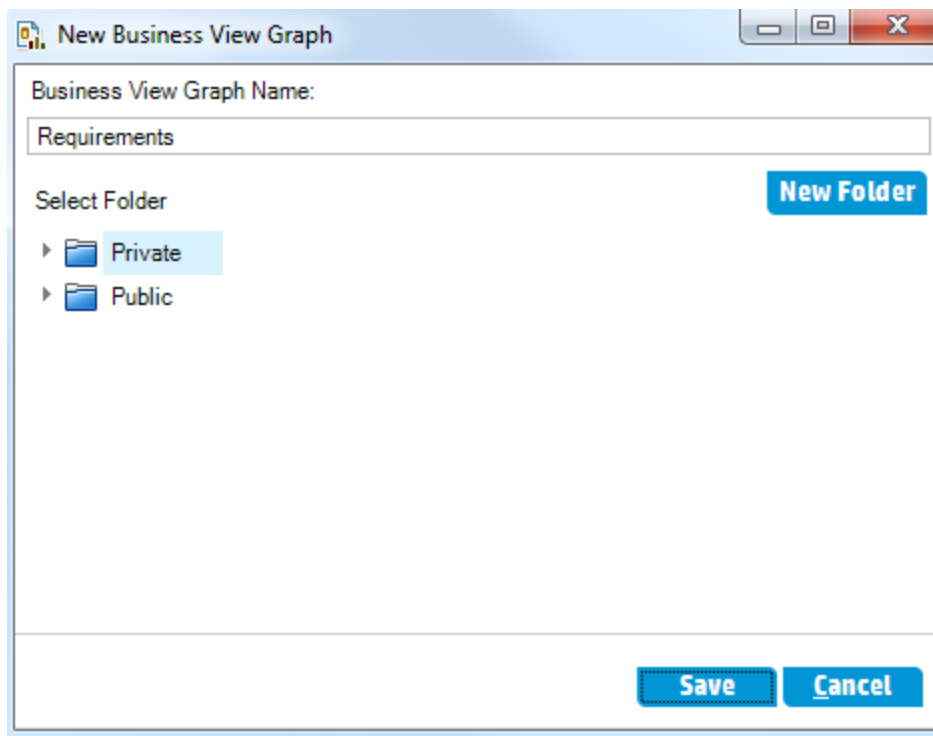 New Business View Graph
Business View Graph Name:
Requirements
New Folder
Select Folder
Private
Public
Save Cancel